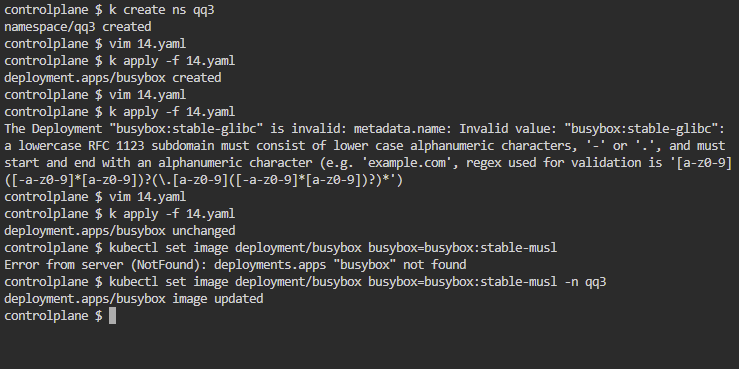 controlplane $ k create ns qq3
namespace/qq3 created
controlplane $ vim 14.yaml
controlplane $ k apply -f 14.yaml
deployment.apps/busybox created
controlplane $ vim 14.yaml
controlplane $ k apply -f 14.yaml
The Deployment "busybox:stable-glibc" is invalid: metadata.name: Invalid value: "busybox:stable-glibc":
a lowercase RFC 1123 subdomain must consist of lower case alphanumeric characters, '-' or '.', and must
start and end with an alphanumeric character (e.g. 'example.com', regex used for validation is '[a-z0-9]
([-a-z0-9]*[a-z0-9])?(\.[a-z0-9]([-a-z0-9]*[a-z0-9])?)*')
controlplane $ vim 14.yaml
controlplane $ k apply -f 14.yaml
deployment.apps/busybox unchanged
controlplane $ kubectl set image deployment/busybox busybox=busybox:stable-musl
Error from server (NotFound): deployments.apps "busybox" not found
controlplane $ kubectl set image deployment/busybox busybox=busybox:stable-musl -n qq3
deployment.apps/busybox image updated
controlplane $